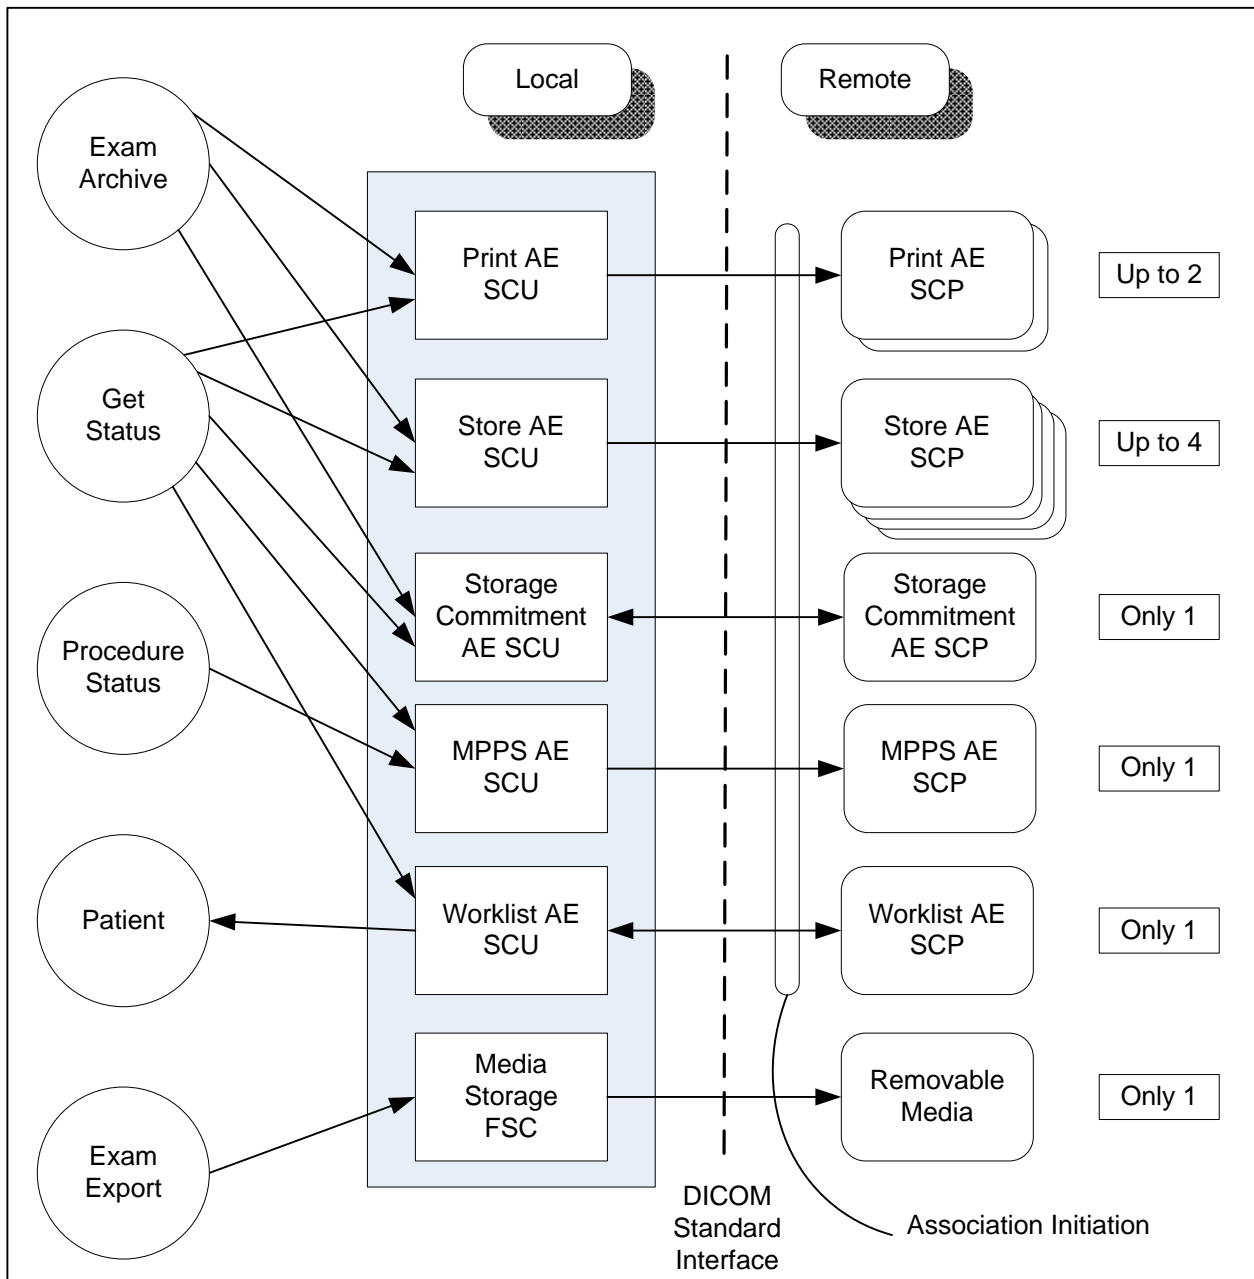 Local
Remote
Exam
Archive
Print AE
SCU
Print AE
SCP
Up to 2
Get
Status
Store AE
SCU
Store AE
SCP
Up to 4
Storage
Commitment
AE SCU
Storage
Commitment
AE SCP
Only 1
Procedure
Status
MPPS AE
SCU
MPPS AE
SCP
Only 1
Patient
Worklist AE
SCU
Worklist AE
SCP
Only 1
Exam
Export
Media
Storage
FSC
Removable
Media
Only 1
DICOM
Standard
Interface
Association Initiation